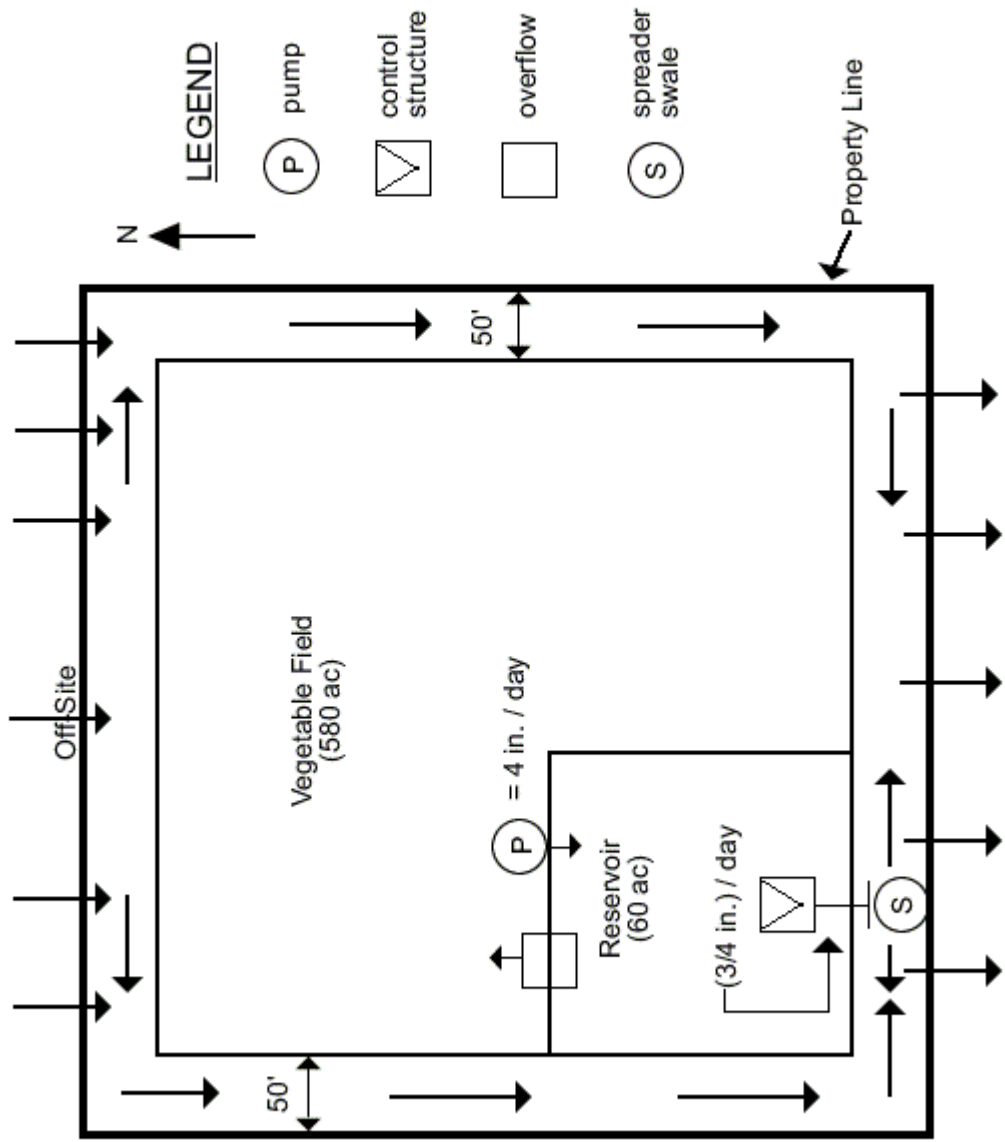 Off-Site
N
LEGEND
P
pump
control
structure
overflow
S
spreader
swale
Property Line
50'
50'
Vegetable Field
(580 ac)
P
= 4 in. / day
Reservoir
(60 ac)
(3/4 in.) / day
S